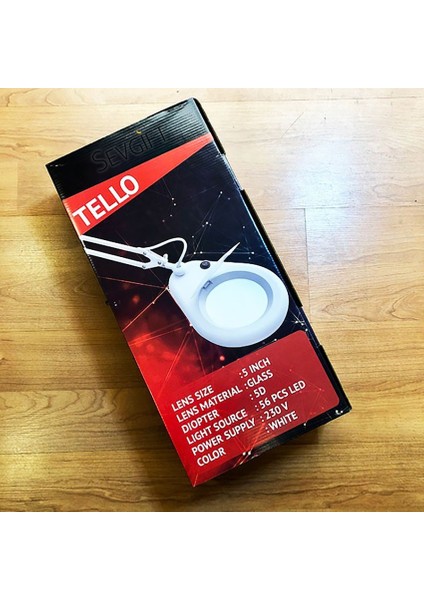 SEVGIFT
TELLO
LENS SIZE : 5 INCH
LENS MATERIAL : GLASS
DIOPTER : 5D
LIGHT SOURCE : 56 PCS LED
POWER SUPPLY : 230 V
COLOR : WHITE